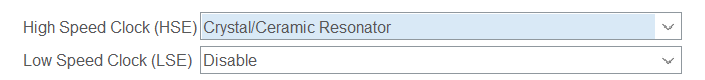 High Speed Clock (HSE) Crystal/Ceramic Resonator
Low Speed Clock (LSE) Disable